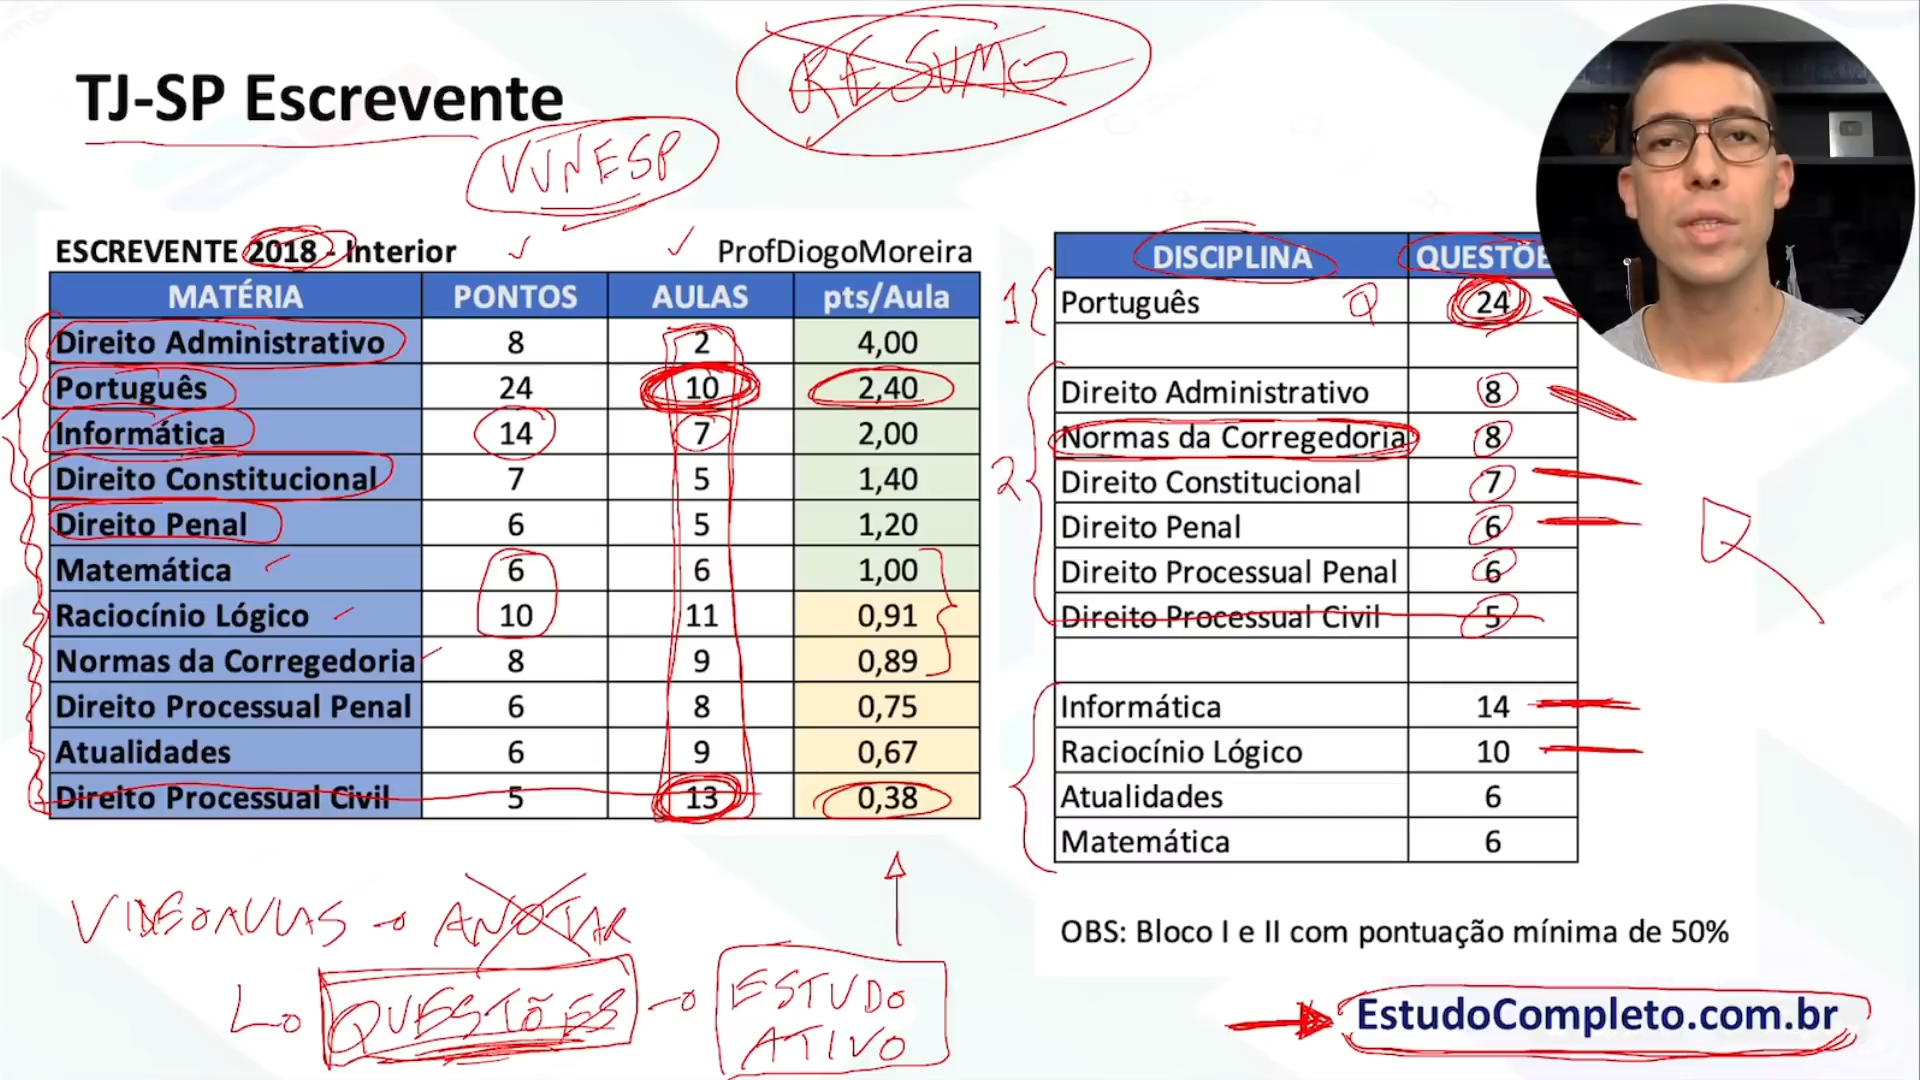 RESUMO
TJ-SP Escrevente
VUNESP
ESCREVENTE 2018 - Interior ProfDiogoMoreira
MATÉRIA PONTOS AULAS pts/Aula
Direito Administrativo 8 2 4,00
Português 24 10 2,40
Informática 14 7 2,00
Direito Constitucional 7 5 1,40
Direito Penal 6 5 1,20
Matemática 6 6 1,00
Raciocínio Lógico 10 11 0,91
Normas da Corregedoria 8 9 0,89
Direito Processual Penal 6 8 0,75
Atualidades 6 9 0,67
Direito Processual Civil 5 13 0,38
DISCIPLINA QUESTÕE
1 Português Q 24
2
Direito Administrativo 8
Normas da Corregedoria 8
Direito Constitucional 7
Direito Penal 6
Direito Processual Penal 6
Direito Processual Civil 5
Informática 14
Raciocínio Lógico 10
Atualidades 6
Matemática 6
OBS: Bloco I e II com pontuação mínima de 50%
VIDEOAULAS → ANOTAR
QUESTÕES → ESTUDO
ATIVO
EstudoCompleto.com.br